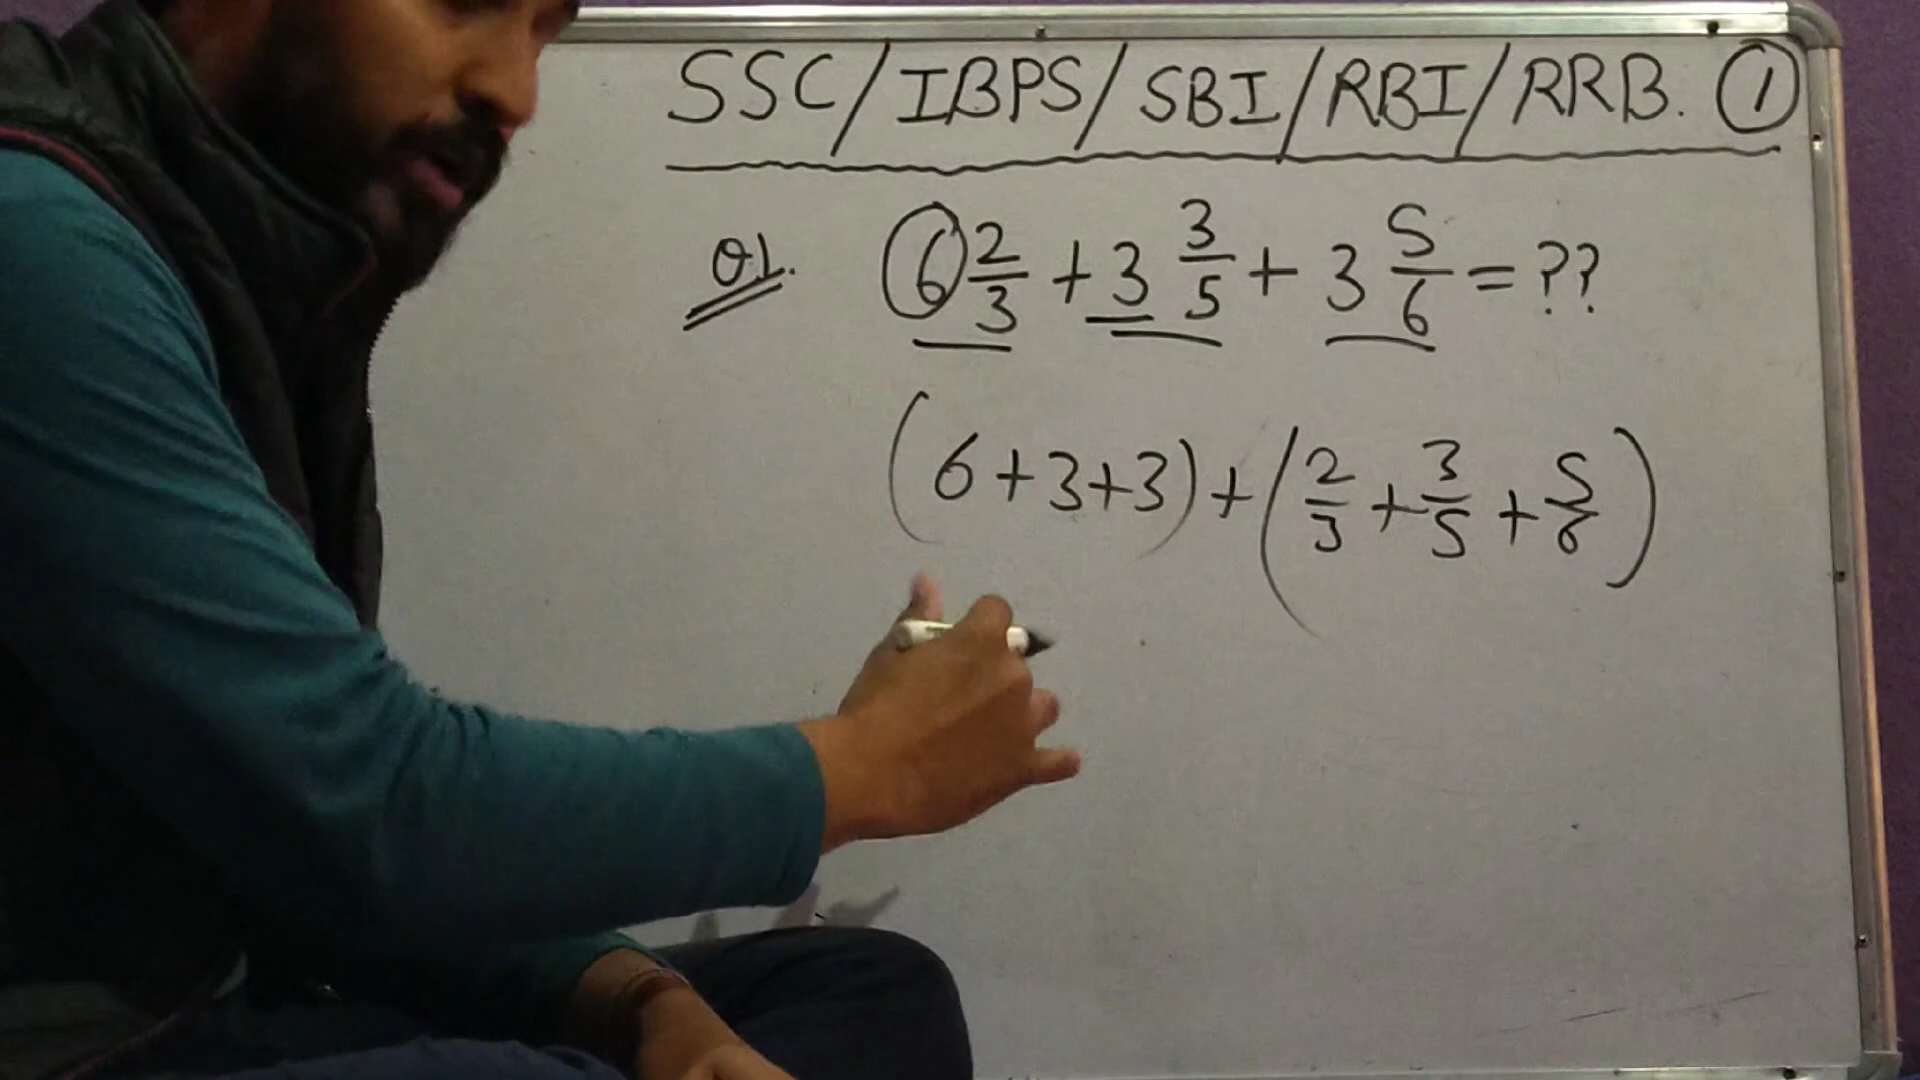 SSC/IBPS/SBI/RBI/RRB. ①
Q1. 6 2/3 + 3 3/5 + 3 5/6 = ??
(6+3+3)+(2/3+3/5+5/6)